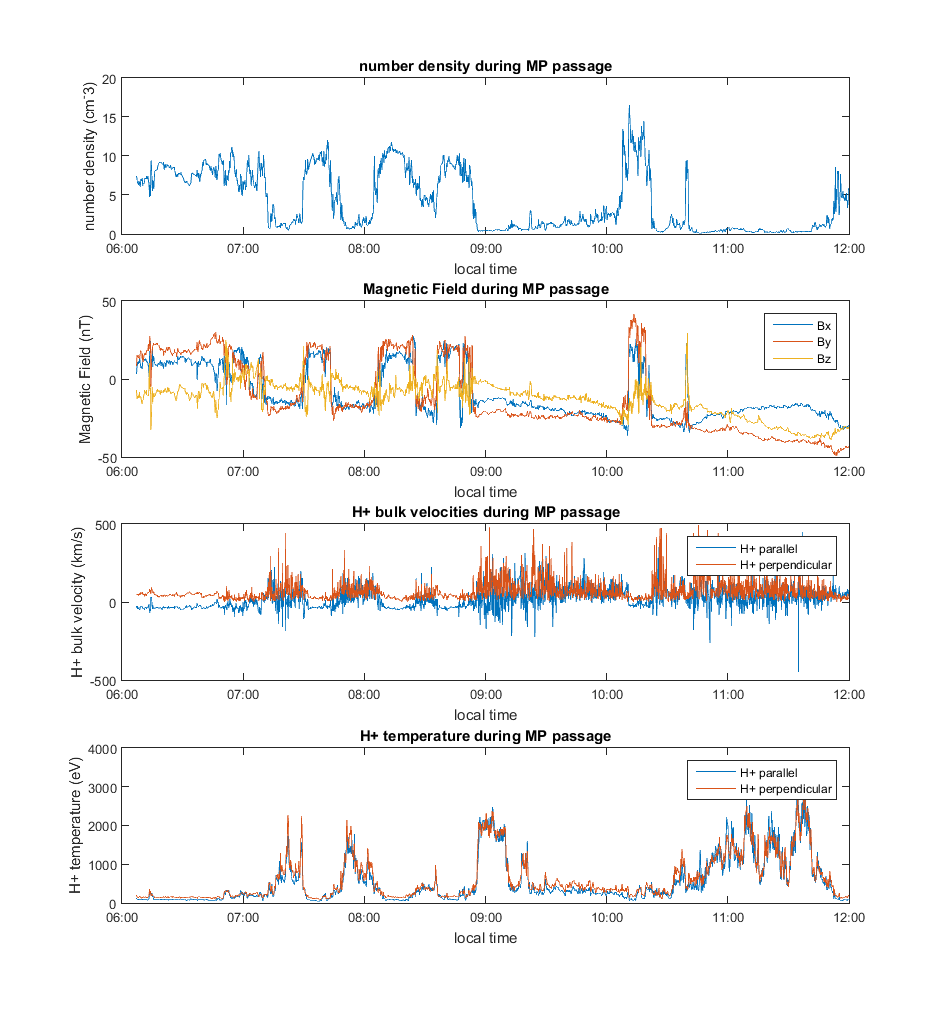 number density during MP passage
number density (cm-3)
20
15
10
5
0
06:00 07:00 08:00 09:00 10:00 11:00 12:00
local time
Magnetic Field during MP passage
Magnetic Field (nT)
50
0
-50
Bx
By
Bz
06:00 07:00 08:00 09:00 10:00 11:00 12:00
local time
H+ bulk velocities during MP passage
H+ bulk velocity (km/s)
500
0
-500
H+ parallel
H+ perpendicular
06:00 07:00 08:00 09:00 10:00 11:00 12:00
local time
H+ temperature during MP passage
H+ temperature (eV)
4000
3000
2000
1000
0
H+ parallel
H+ perpendicular
06:00 07:00 08:00 09:00 10:00 11:00 12:00
local time